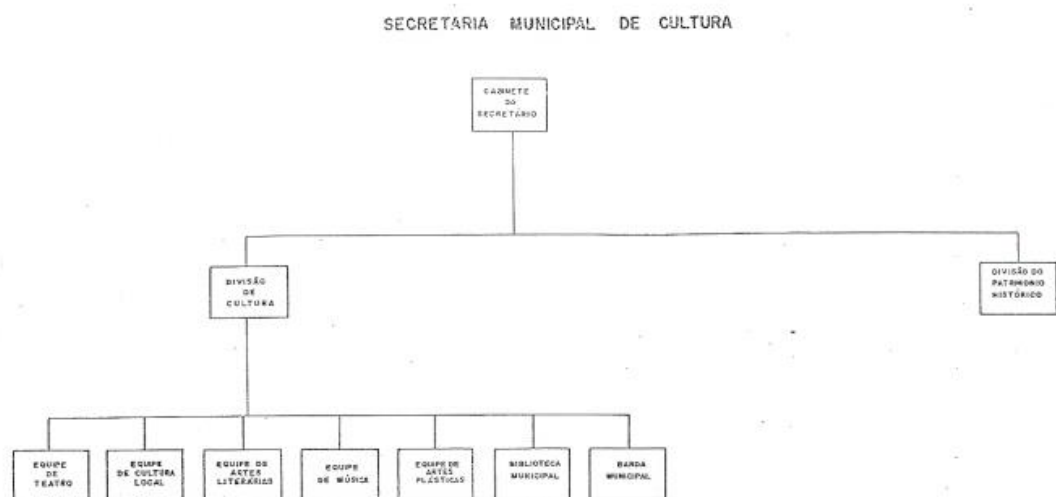 SECRETARIA MUNICIPAL DE CULTURA
GABINETE
DO
SECRETÁRIO
DIVISÃO
DE
CULTURA
DIVISÃO DO
PATRIMONIO
HISTÓRICO
EQUIPE
DE
TEATRO
EQUIPE
DE CULTURA
LOCAL
EQUIPE DE
ARTES
LITERÁRIAS
EQUIPE
DE MÚSICA
EQUIPE DE
ARTES
PLÁSTICAS
BIBLIOTECA
MUNICIPAL
BANDA
MUNICIPAL